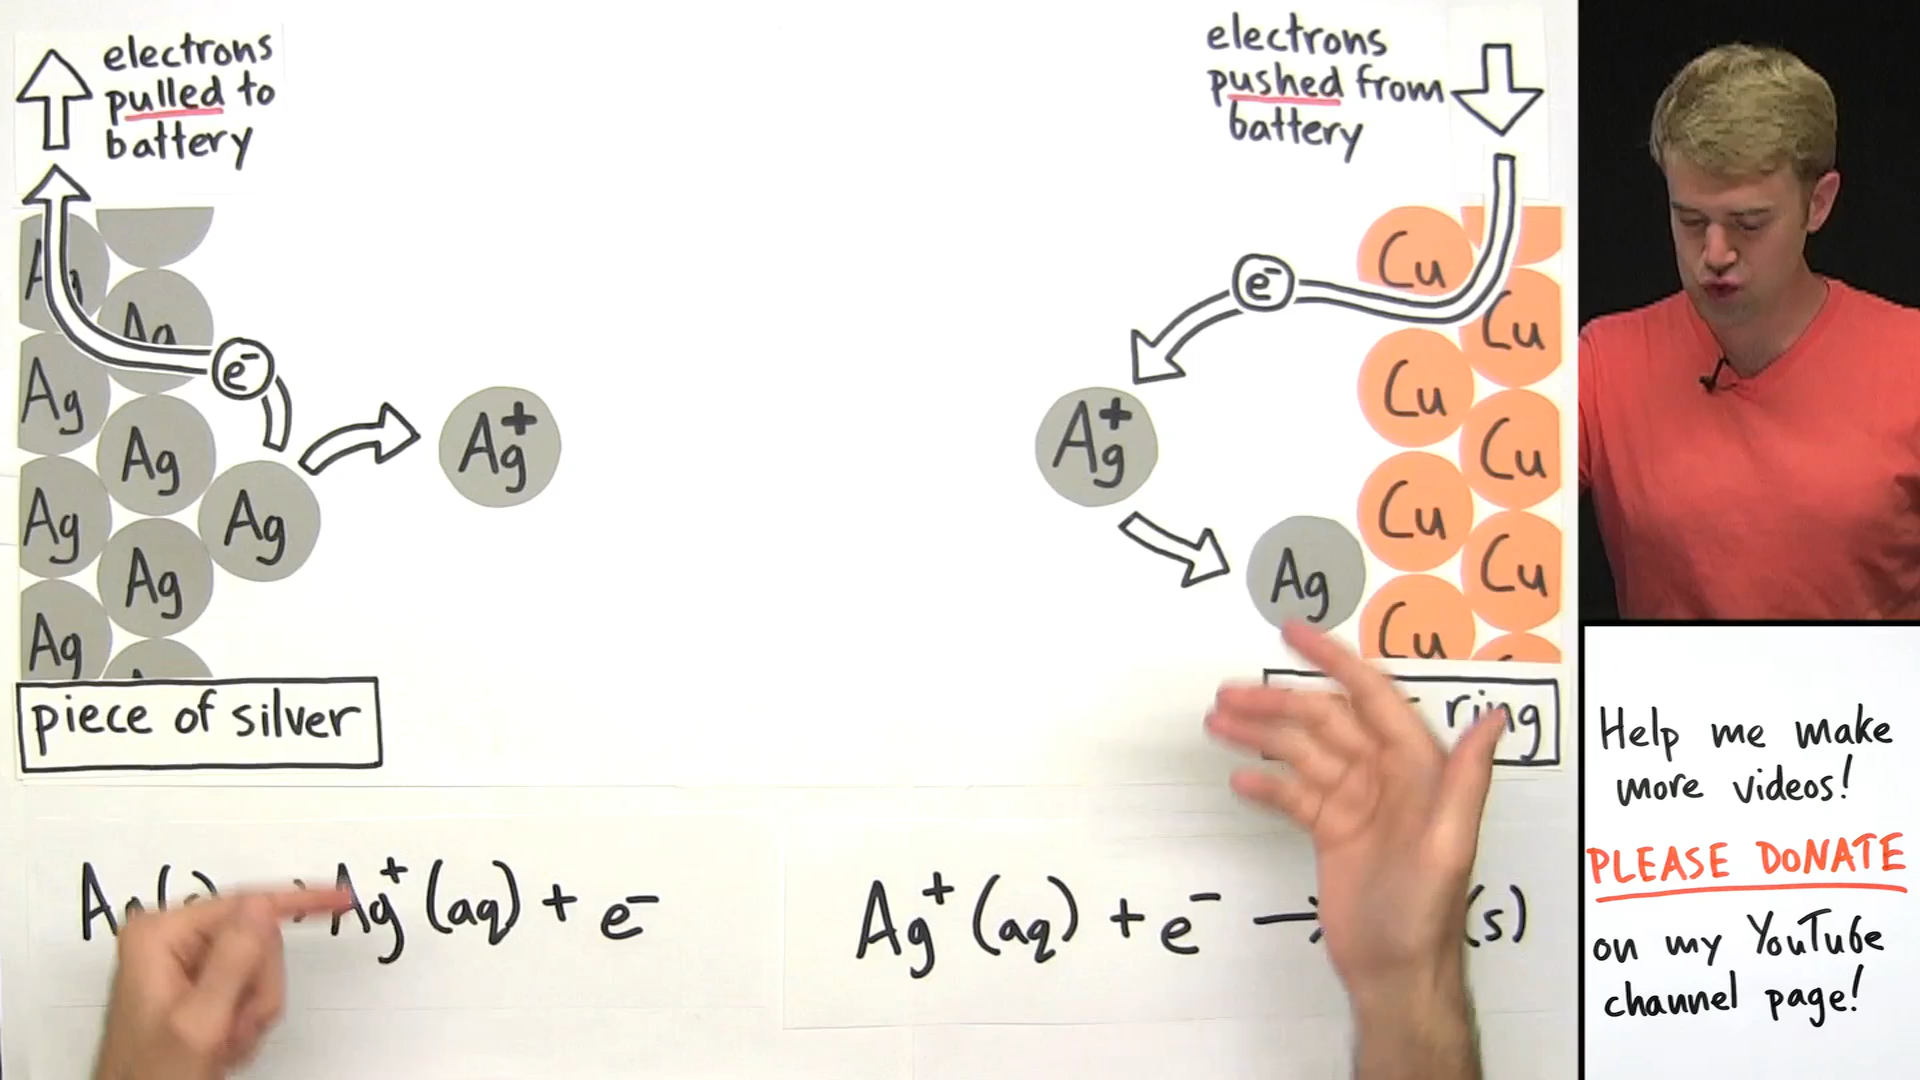 electrons
pulled to
battery
electrons
pushed from
battery
e⁻
e⁻
Ag
Ag
Ag
Ag
Ag
Ag
Ag
Ag
Ag⁺
Ag⁺
Ag
Cu
Cu
Cu
Cu
Cu
Cu
Cu
piece of silver
ring
Ag⁺(aq) + e⁻
Ag⁺(aq) + e⁻ → (s)
Help me make
more videos!
PLEASE DONATE
on my YouTube
channel page!